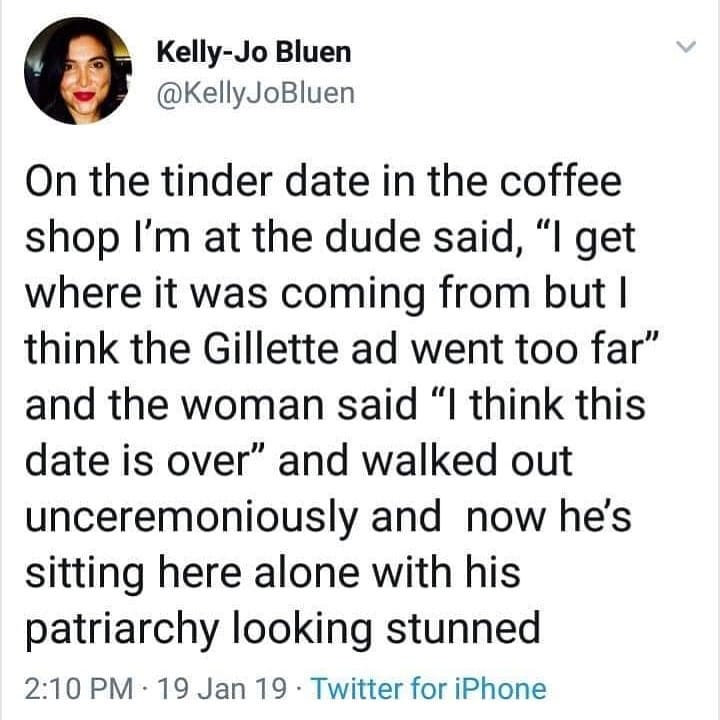 Kelly-Jo Bluen
@KellyJoBluen
On the tinder date in the coffee
shop I’m at the dude said, “I get
where it was coming from but I
think the Gillette ad went too far”
and the woman said “I think this
date is over” and walked out
unceremoniously and  now he’s
sitting here alone with his
patriarchy looking stunned
2:10 PM · 19 Jan 19 · Twitter for iPhone